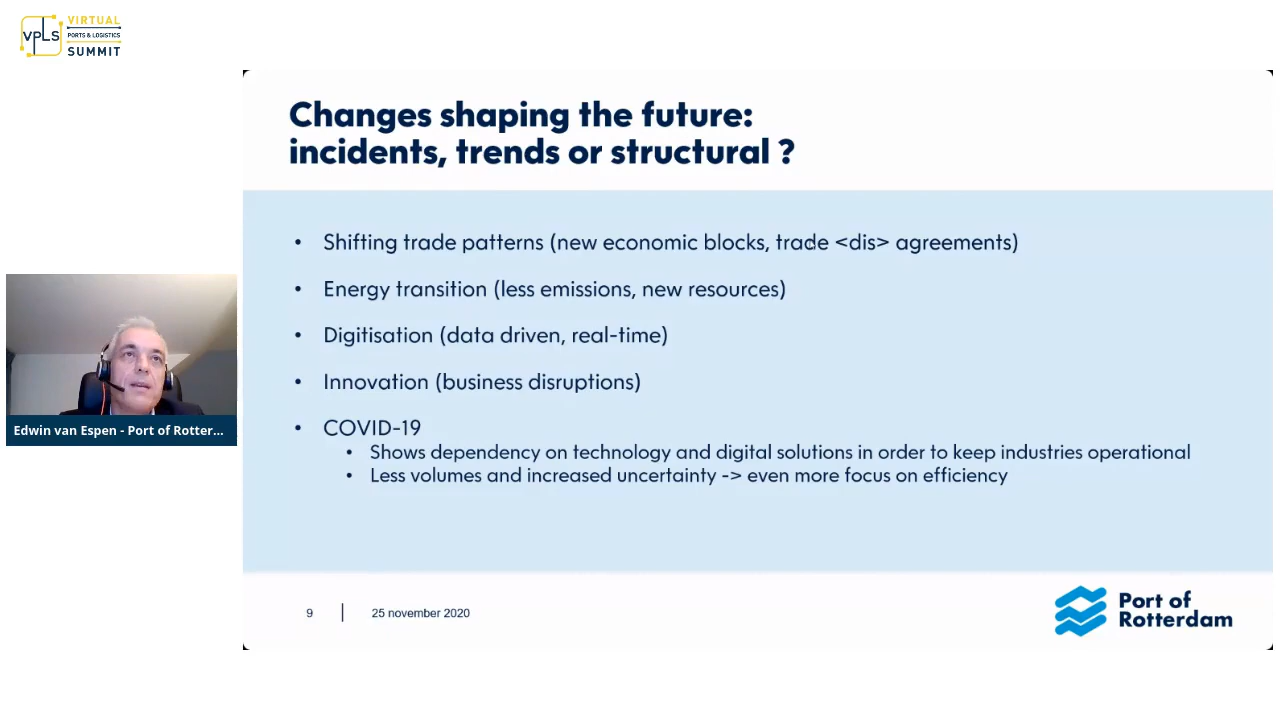 vpLs
VIRTUAL
PORTS & LOGISTICS
SUMMIT
Changes shaping the future:
incidents, trends or structural ?
• Shifting trade patterns (new economic blocks, trade <dis> agreements)
• Energy transition (less emissions, new resources)
• Digitisation (data driven, real-time)
• Innovation (business disruptions)
• COVID-19
• Shows dependency on technology and digital solutions in order to keep industries operational
• Less volumes and increased uncertainty -> even more focus on efficiency
Edwin van Espen - Port of Rotter...
9 | 25 november 2020
Port of
Rotterdam